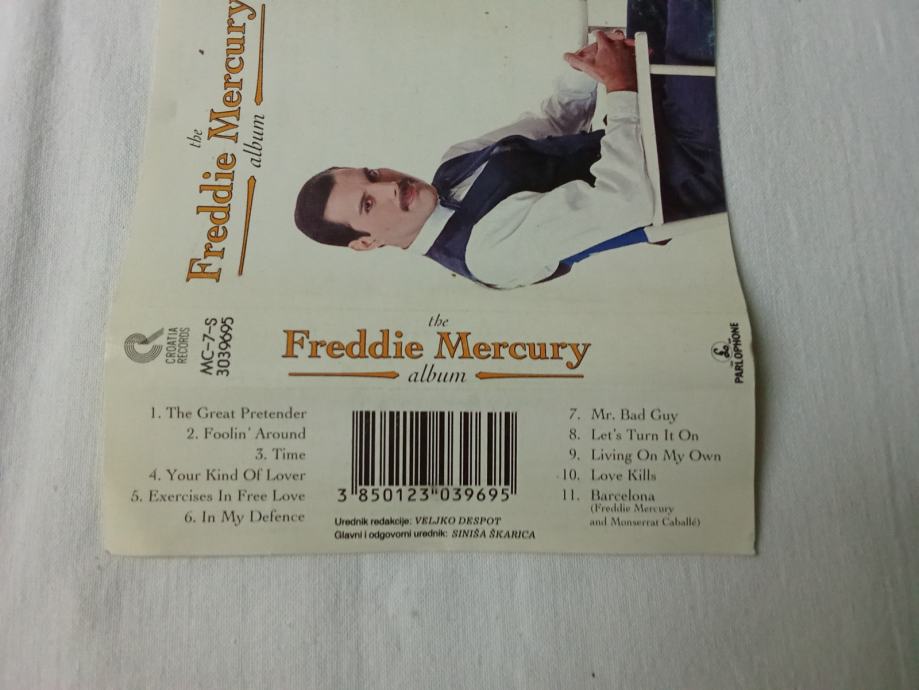 the
Freddie Mercury
album
CROATIA
RECORDS
MC-7-S
3039695
the
Freddie Mercury
album
PARLOPHONE
1. The Great Pretender
2. Foolin' Around
3. Time
4. Your Kind Of Lover
5. Exercises In Free Love
6. In My Defence
3 850123 039695
Urednik redakcije: VELJKO DESPOT
Glavni i odgovorni urednik: SINIŠA ŠKARICA
7. Mr. Bad Guy
8. Let's Turn It On
9. Living On My Own
10. Love Kills
11. Barcelona
(Freddie Mercury
and Monserrat Caballé)